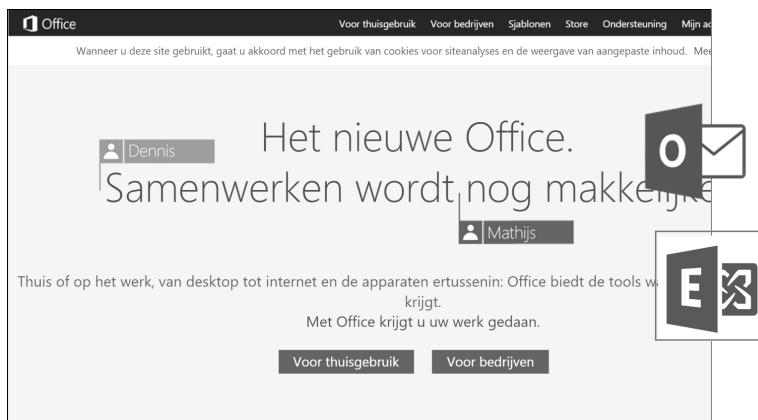 Office
Voor thuisgebruik Voor bedrijven Sjablonen Store Ondersteuning Mijn
Wanneer u deze site gebruikt, gaat u akkoord met het gebruik van cookies voor siteanalyses en de weergave van aangepaste inhoud.
Dennis
Het nieuwe Office.
Samenwerken wordt nog
Mathijs
Thuis of op het werk, van desktop tot internet en de apparaten ertussenin: Office biedt de tools
krijgt.
Met Office krijgt u uw werk gedaan.
Voor thuisgebruik Voor bedrijven
O
E